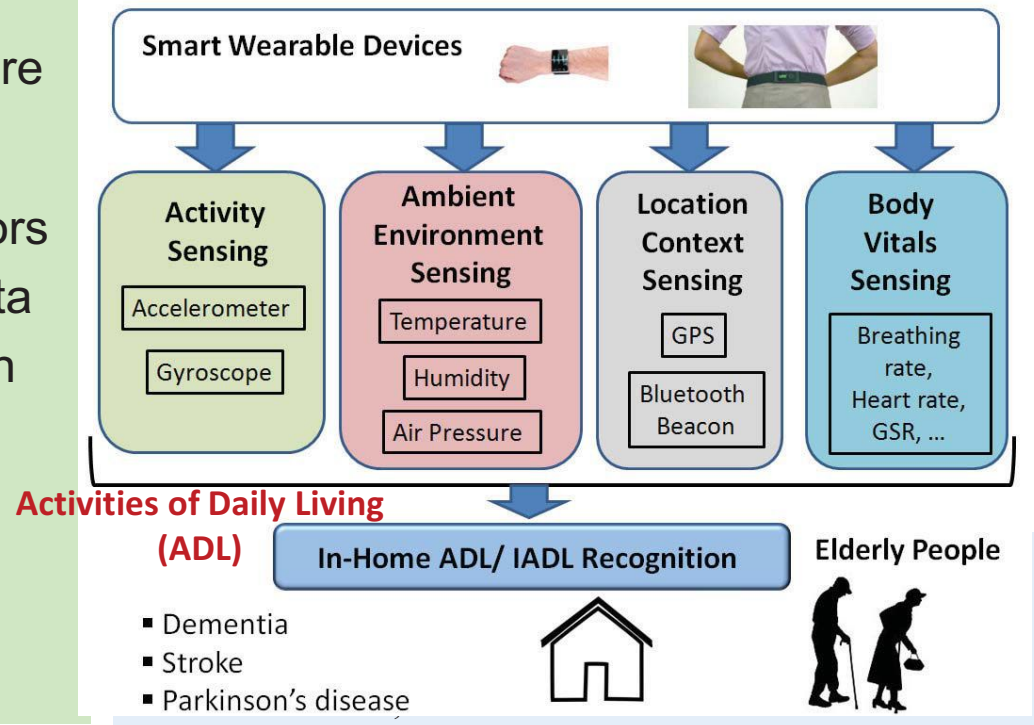 re
ors
ta
n
Smart Wearable Devices
Activity
Sensing
Accelerometer
Gyroscope
Ambient
Environment
Sensing
Temperature
Humidity
Air Pressure
Location
Context
Sensing
GPS
Bluetooth
Beacon
Body
Vitals
Sensing
Breathing
rate,
Heart rate,
GSR, ...
Activities of Daily Living
(ADL)
In-Home ADL/ IADL Recognition
Elderly People
▪ Dementia
▪ Stroke
▪ Parkinson's disease